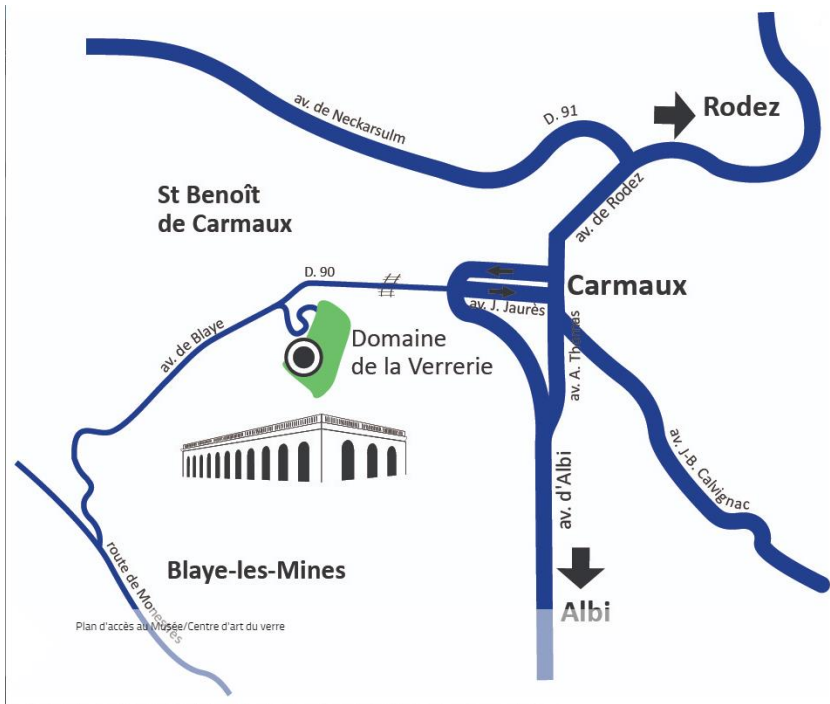 av. de Neckarsulm
D. 91
Rodez
av. de Rodez
St Benoît
de Carmaux
D. 90
Carmaux
av. J. Jaurès
av. de Blaye
Domaine
de la Verrerie
av. A. Thomas
av. J-B. Calvignac
av. d'Albi
Blaye-les-Mines
route de Monestiès
Albi
Plan d'accès au Musée/Centre d'art du verre